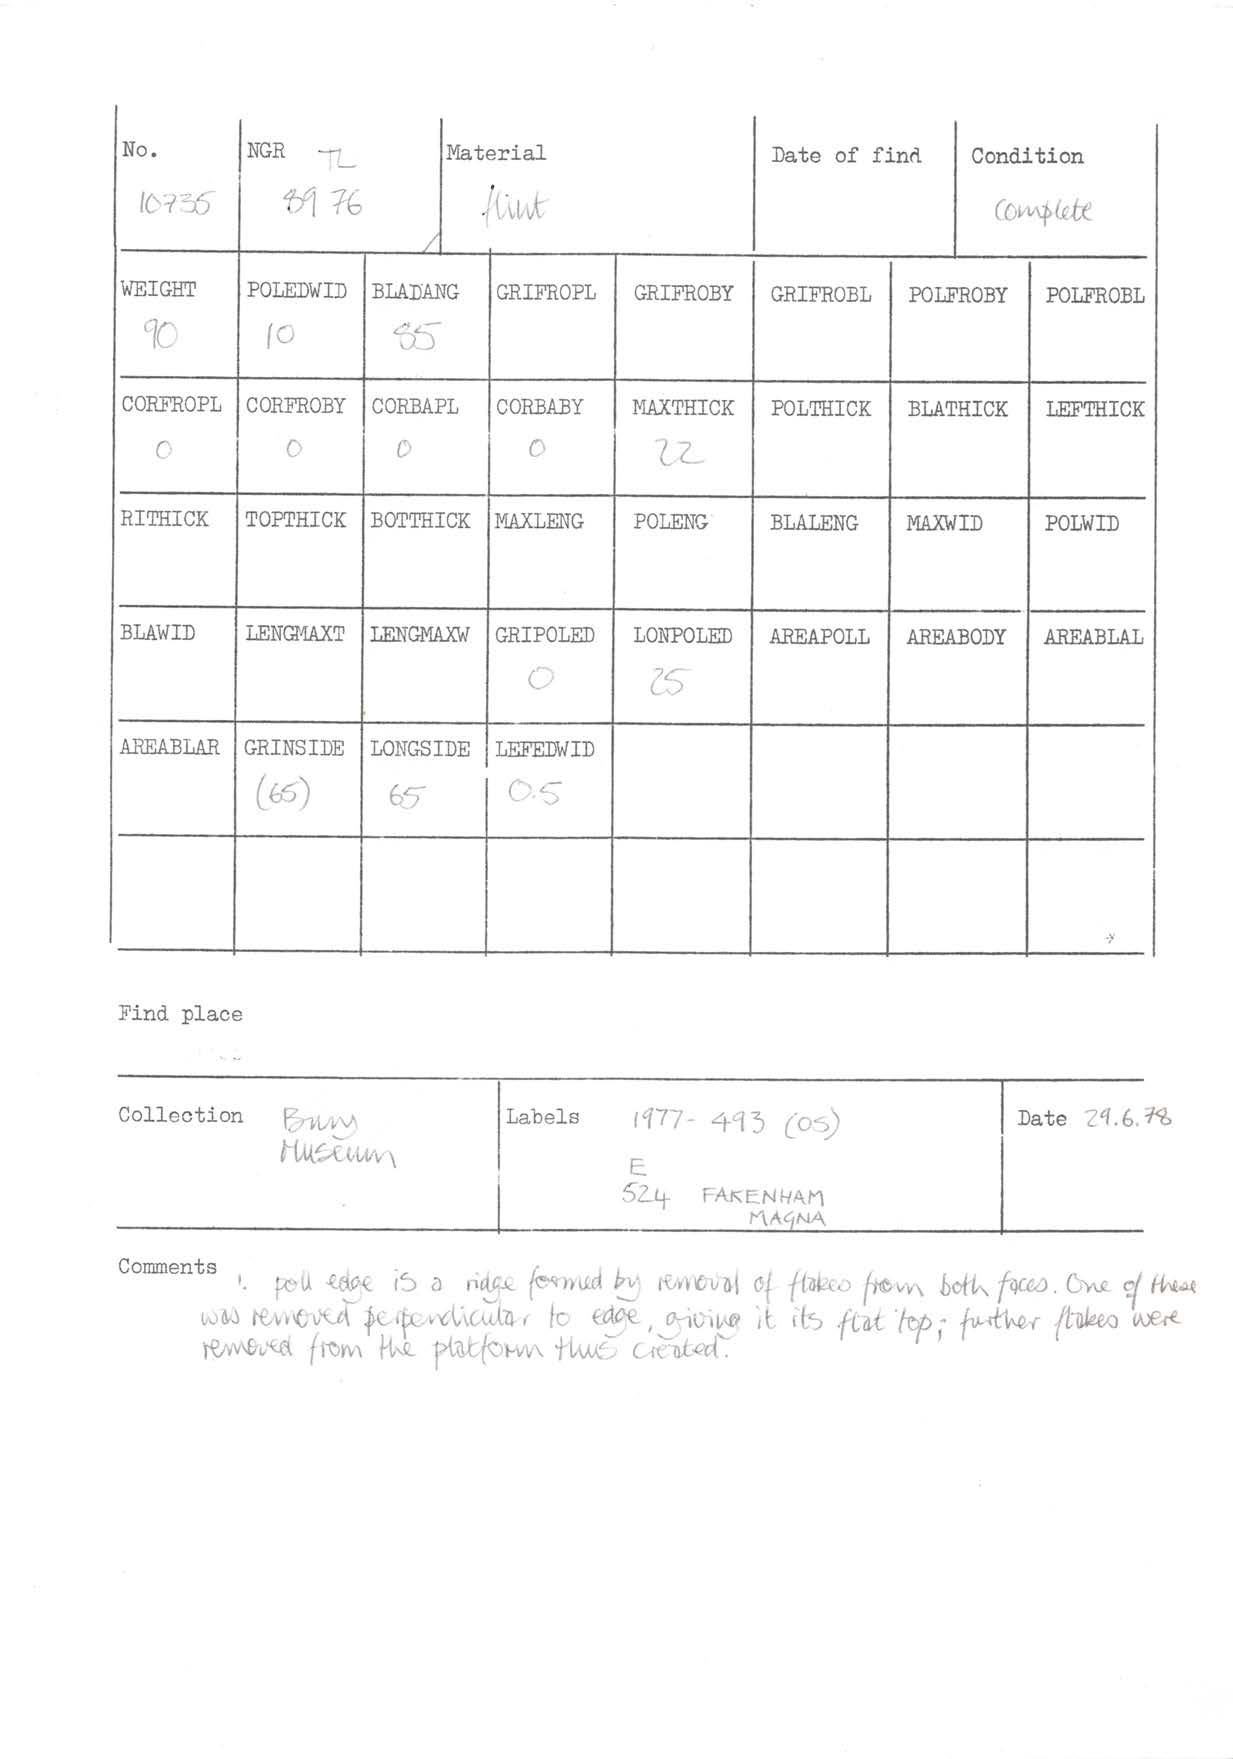 No. NGR TL Material Date of find Condition
10735 8976 flint complete
WEIGHT POLEDWID BLADANG GRIFROPL GRIFROBY GRIFROBL POLFROBY POLFROBL
90 10 85
CORFROPL CORFROBY CORBAPL CORBABY MAXTHICK POLTHICK BLATHICK LEFTHICK
0 0 0 0 22
RITHICK TOPTHICK BOTTHICK MAXLENG POLENG BLALENG MAXWID POLWID
BLAWID LENGMAXT LENGMAXW GRIPOLED LONPOLED AREAPOLL AREABODY AREABLAL
0 25
AREABLAR GRINSIDE LONGSIDE LEFEDWID
(65) 65 0.5
Find place
Collection Bury Labels 1977-493 (OS) Date 29.6.78
Museum
E
524 FAKENHAM
MAGNA
Comments 1. poll edge is a ridge formed by removal of flakes from both faces. One of these
was removed perpendicular to edge, giving it its flat top; further flakes were
removed from the platform thus created.